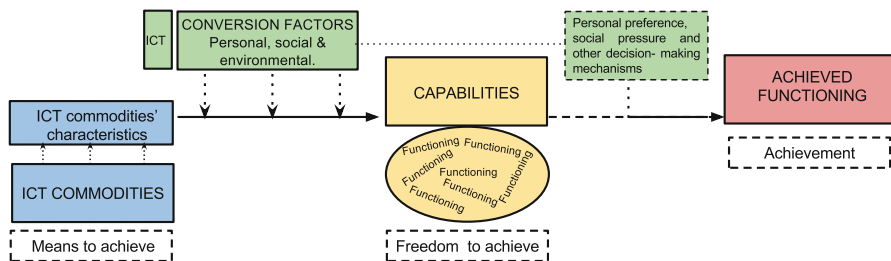 ICT
CONVERSION FACTORS
Personal, social &
environmental.
Personal preference,
social pressure and
other decision- making
mechanisms
ICT commodities'
characteristics
CAPABILITIES
ACHIEVED
FUNCTIONING
ICT COMMODITIES
Functioning
Functioning
Functioning
Functioning
Functioning
Functioning
Functioning
Achievement
Means to achieve
Freedom to achieve